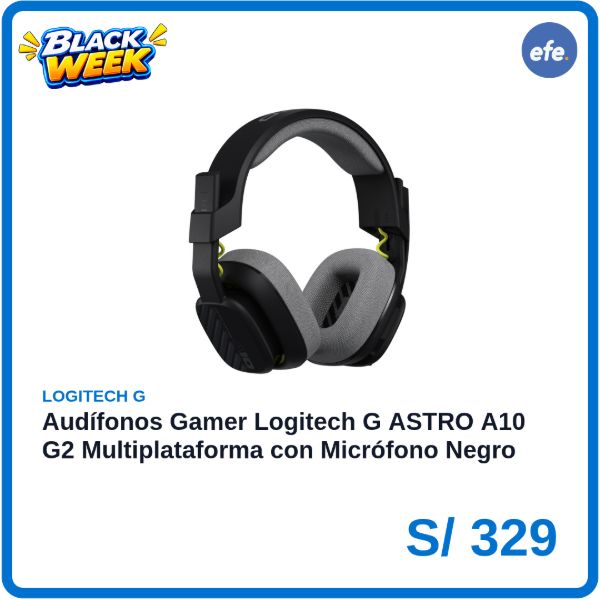 BLACK
WEEK
efe.
LOGITECH G
Audífonos Gamer Logitech G ASTRO A10
G2 Multiplataforma con Micrófono Negro
S/ 329